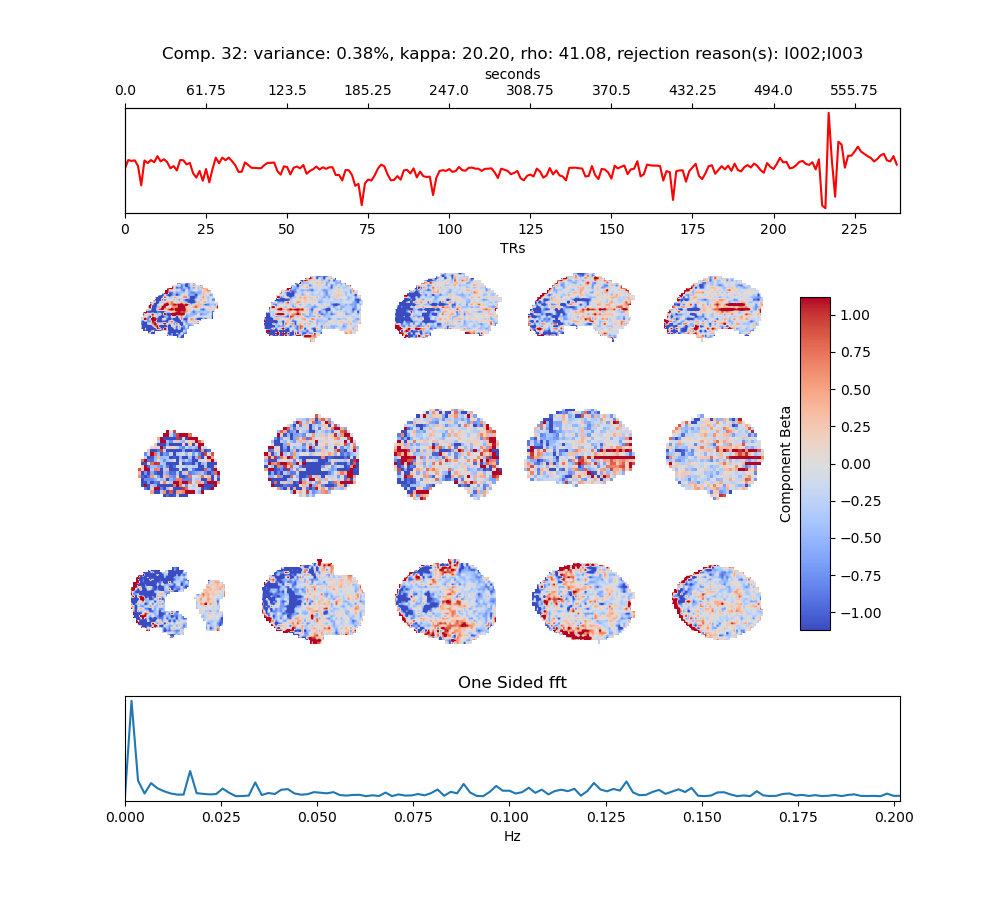 Comp. 32: variance: 0.38%, kappa: 20.20, rho: 41.08, rejection reason(s): I002;I003
seconds
0.0 61.75 123.5 185.25 247.0 308.75 370.5 432.25 494.0 555.75
0 25 50 75 100 125 150 175 200 225
TRs
1.00
0.75
0.50
0.25
0.00
−0.25
−0.50
−0.75
−1.00
Component Beta
One Sided fft
0.000 0.025 0.050 0.075 0.100 0.125 0.150 0.175 0.200
Hz